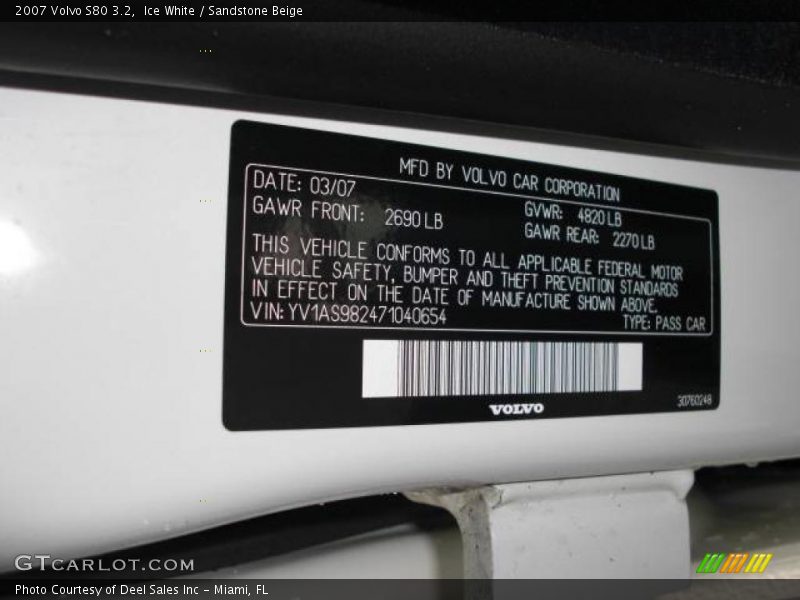 2007 Volvo S80 3.2,  Ice White / Sandstone Beige
MFD BY VOLVO CAR CORPORATION
DATE: 03/07
GVWR: 4820 LB
GAWR FRONT: 2690 LB
GAWR REAR: 2270 LB
THIS VEHICLE CONFORMS TO ALL APPLICABLE FEDERAL MOTOR
VEHICLE SAFETY, BUMPER AND THEFT PREVENTION STANDARDS
IN EFFECT ON THE DATE OF MANUFACTURE SHOWN ABOVE.
VIN: YV1AS982471040654
TYPE: PASS CAR
VOLVO
30760248
GTCARLOT.COM
Photo Courtesy of Deel Sales Inc - Miami, FL